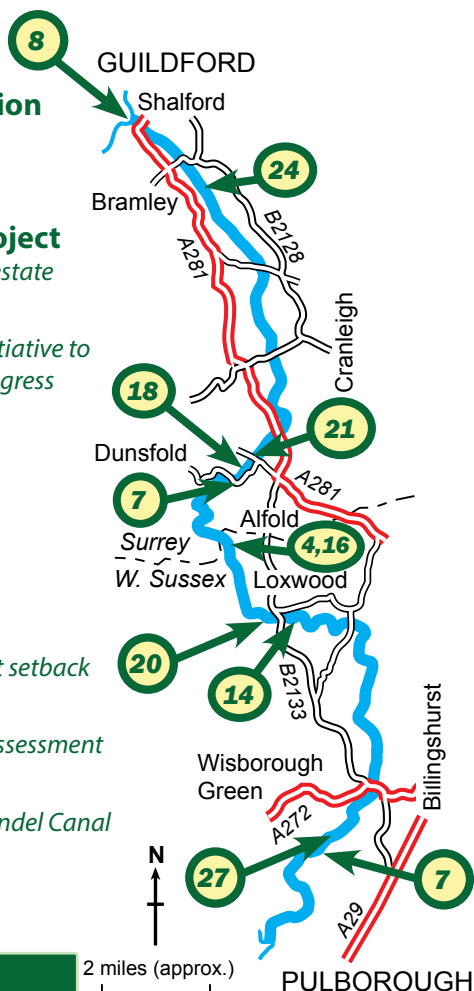 8
GUILDFORD
ion
Shalford
24
Bramley
B2128
oject
A281
estate
tiative to
gress
Cranleigh
18
21
Dunsfold
A281
7
Alfold
4,16
Surrey
W. Sussex
Loxwood
t setback
20
14
B2133
ssessment
Billingshurst
Wisborough
Green
A272
ndel Canal
27
7
N
A29
2 miles (approx.)
PULBOROUGH